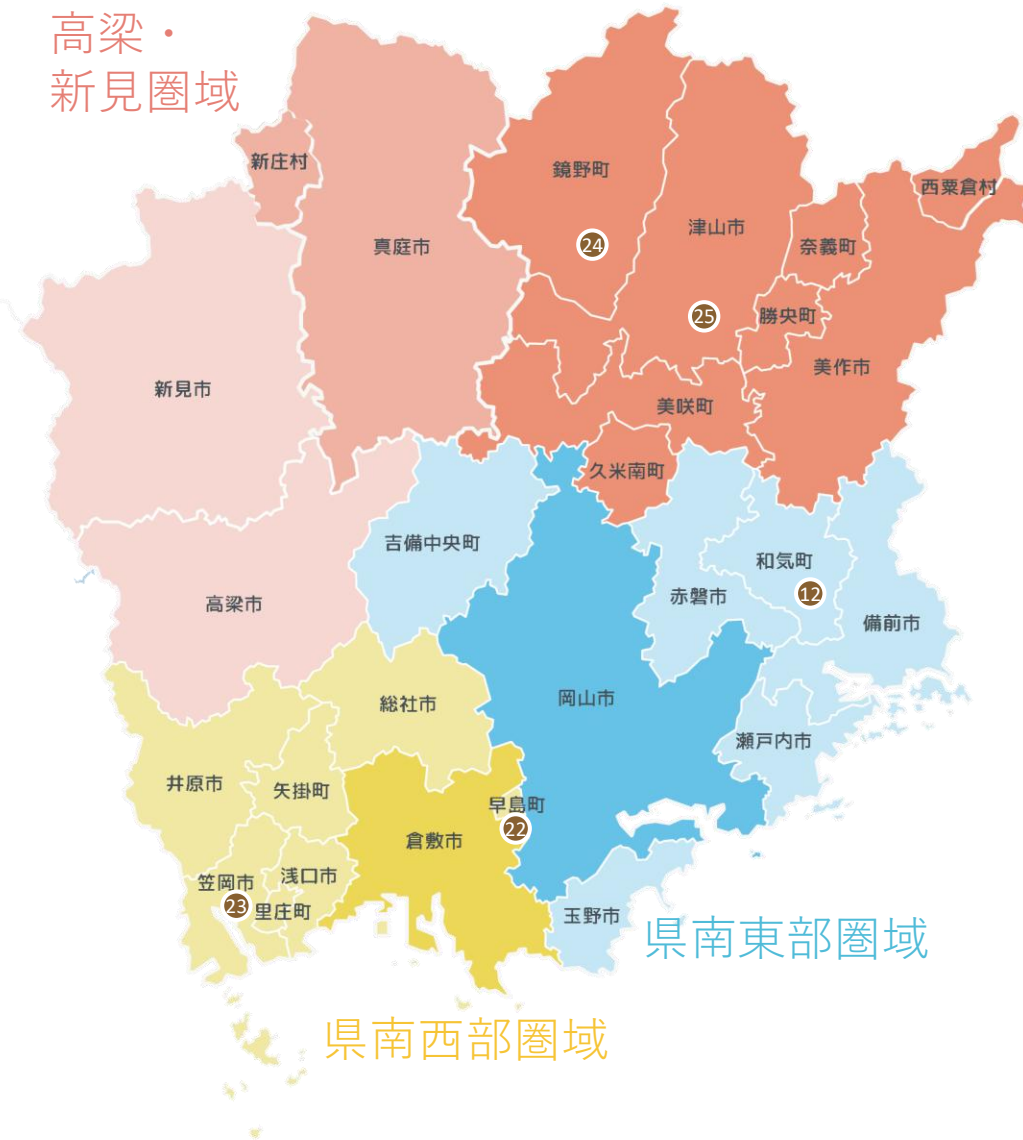 高梁・
新見圏域
新庄村
鏡野町
西粟倉村
津山市
奈義町
真庭市
24
25
勝央町
美作市
新見市
美咲町
久米南町
吉備中央町
和気町
12
赤磐市
高梁市
備前市
岡山市
総社市
瀬戸内市
井原市
矢掛町
早島町
22
倉敷市
浅口市
笠岡市
23
里庄町
玉野市
県南東部圏域
県南西部圏域